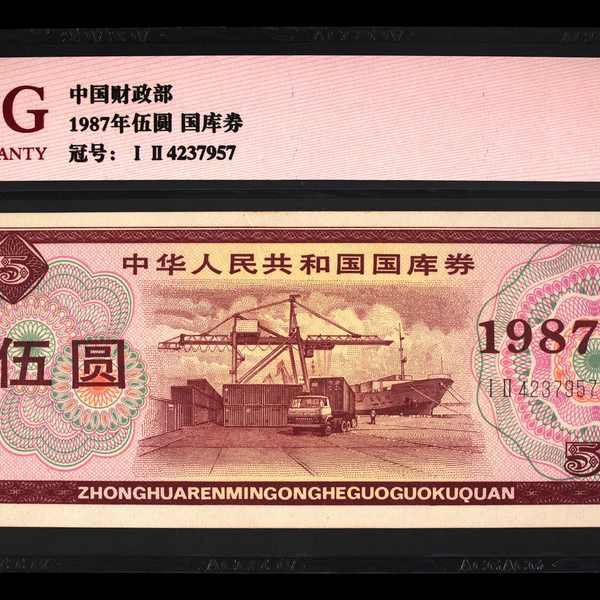 G
ANTY
中国财政部
1987年伍圆 国库券
冠号: I II 4237957
5
中华人民共和国国库券
伍圆
1987
I II 4237957
5
ZHONGHUARENMINGONGHEGUOGUOKUQUAN